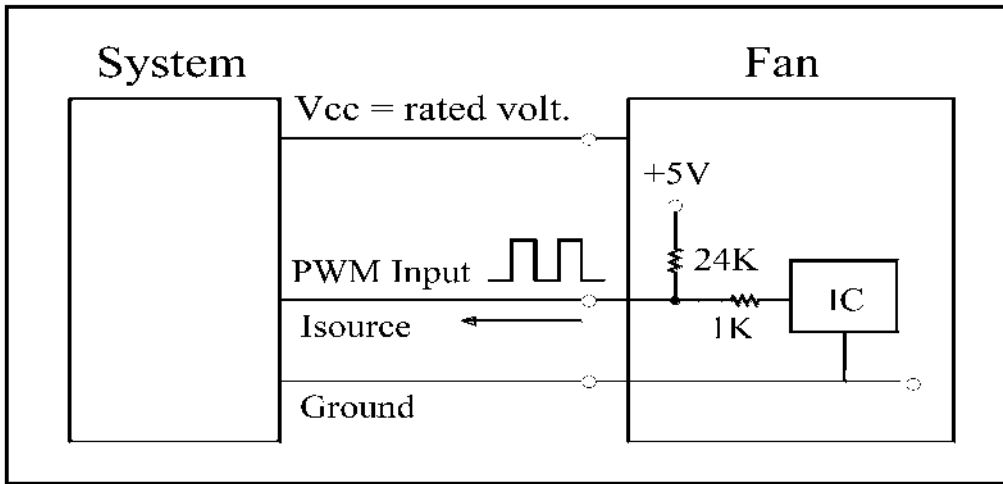 System
Fan
Vcc = rated volt.
+5V
24K
PWM Input
IC
1K
Isource
Ground